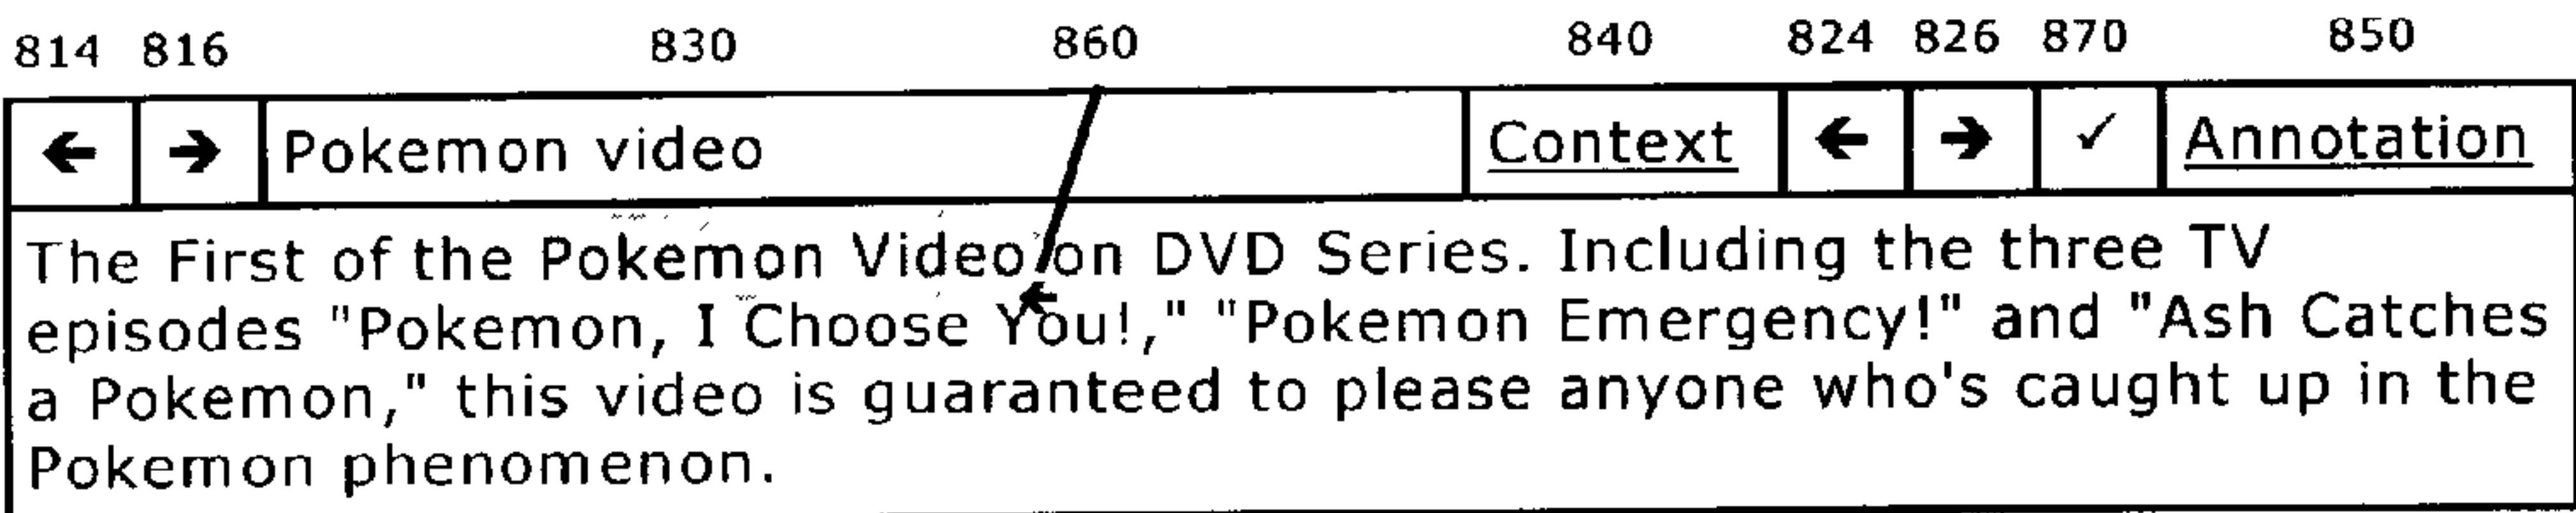 814 816 830 860 840 824 826 870 850
← → Pokemon video Context ← → ✓ Annotation
The First of the Pokemon Video on DVD Series. Including the three TV
episodes "Pokemon, I Choose You!," "Pokemon Emergency!" and "Ash Catches
a Pokemon," this video is guaranteed to please anyone who's caught up in the
Pokemon phenomenon.